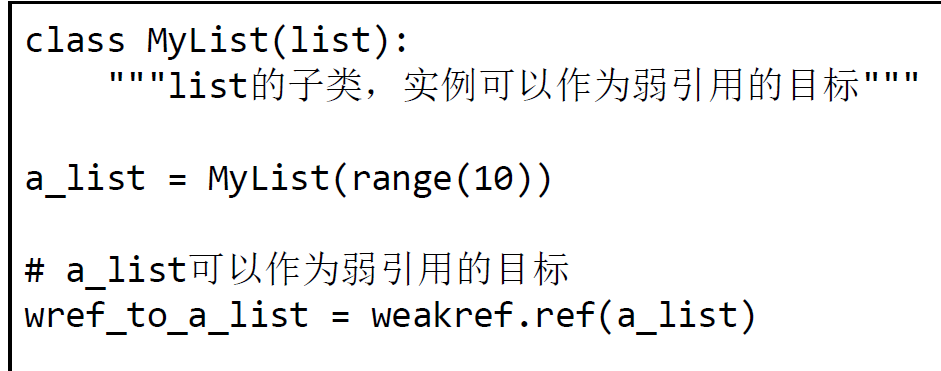 class MyList(list):
    """list的子类，实例可以作为弱引用的目标"""
a_list = MyList(range(10))
# a_list可以作为弱引用的目标
wref_to_a_list = weakref.ref(a_list)